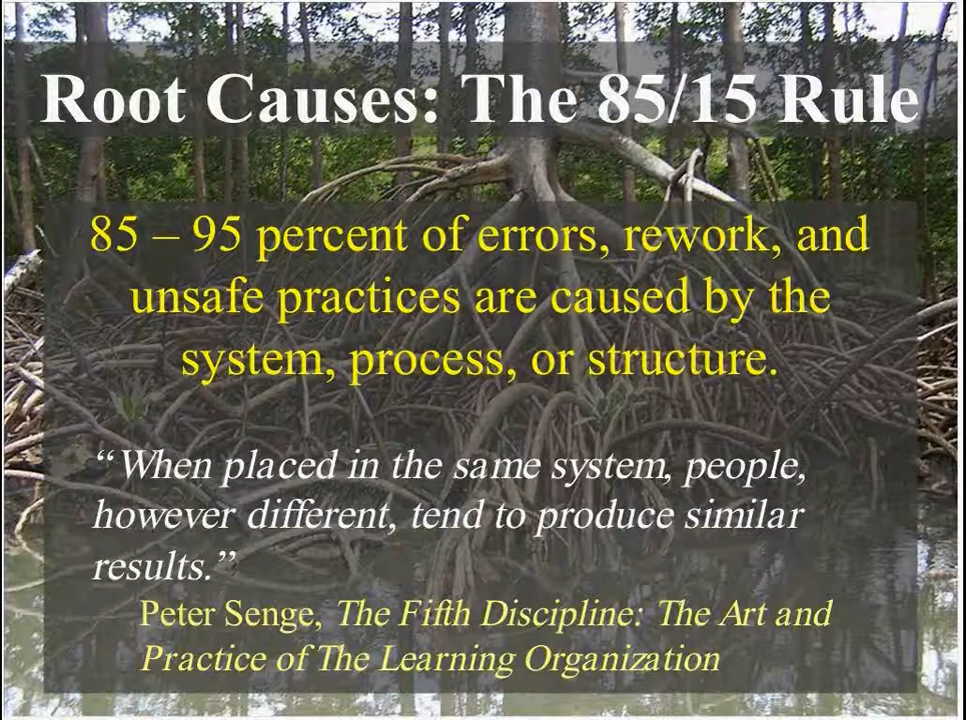 Root Causes: The 85/15 Rule
85 – 95 percent of errors, rework, and
unsafe practices are caused by the
system, process, or structure.
“When placed in the same system, people,
however different, tend to produce similar
results.”
Peter Senge, The Fifth Discipline: The Art and
Practice of The Learning Organization